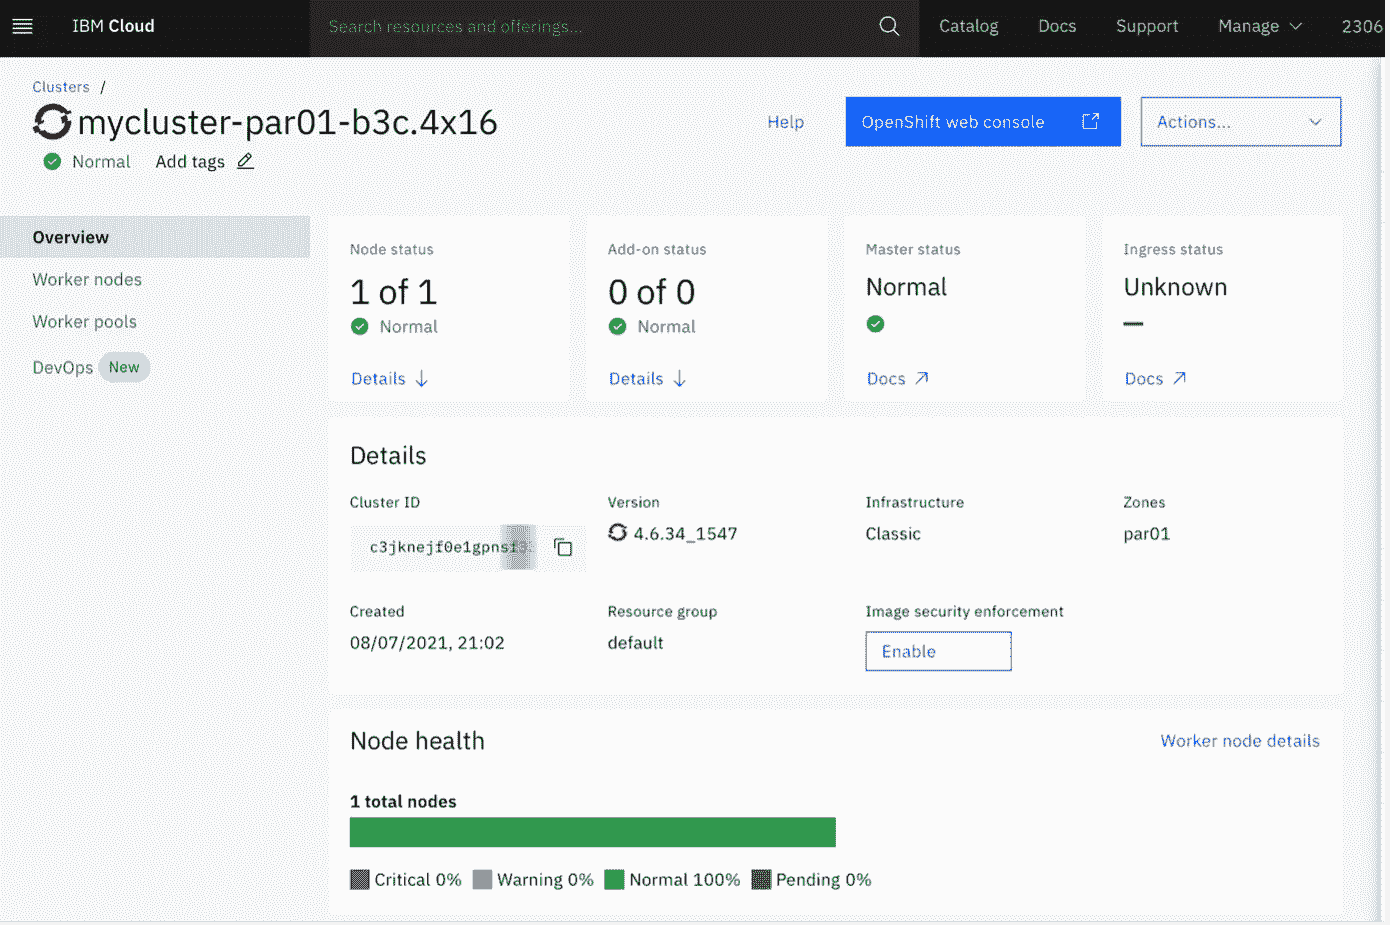 IBM Cloud
Search resources and offerings...
Catalog Docs Support Manage 2306
Clusters /
mycluster-par01-b3c.4x16
Normal Add tags
Help
OpenShift web console
Actions...
Overview
Worker nodes
Worker pools
DevOps New
Node status
1 of 1
Normal
Details
Add-on status
0 of 0
Normal
Details
Master status
Normal
Docs
Ingress status
Unknown
Docs
Details
Cluster ID
Version
4.6.34_1547
Infrastructure
Classic
Zones
par01
Created
08/07/2021, 21:02
Resource group
default
Image security enforcement
Enable
Node health
Worker node details
1 total nodes
Critical 0% Warning 0% Normal 100% Pending 0%